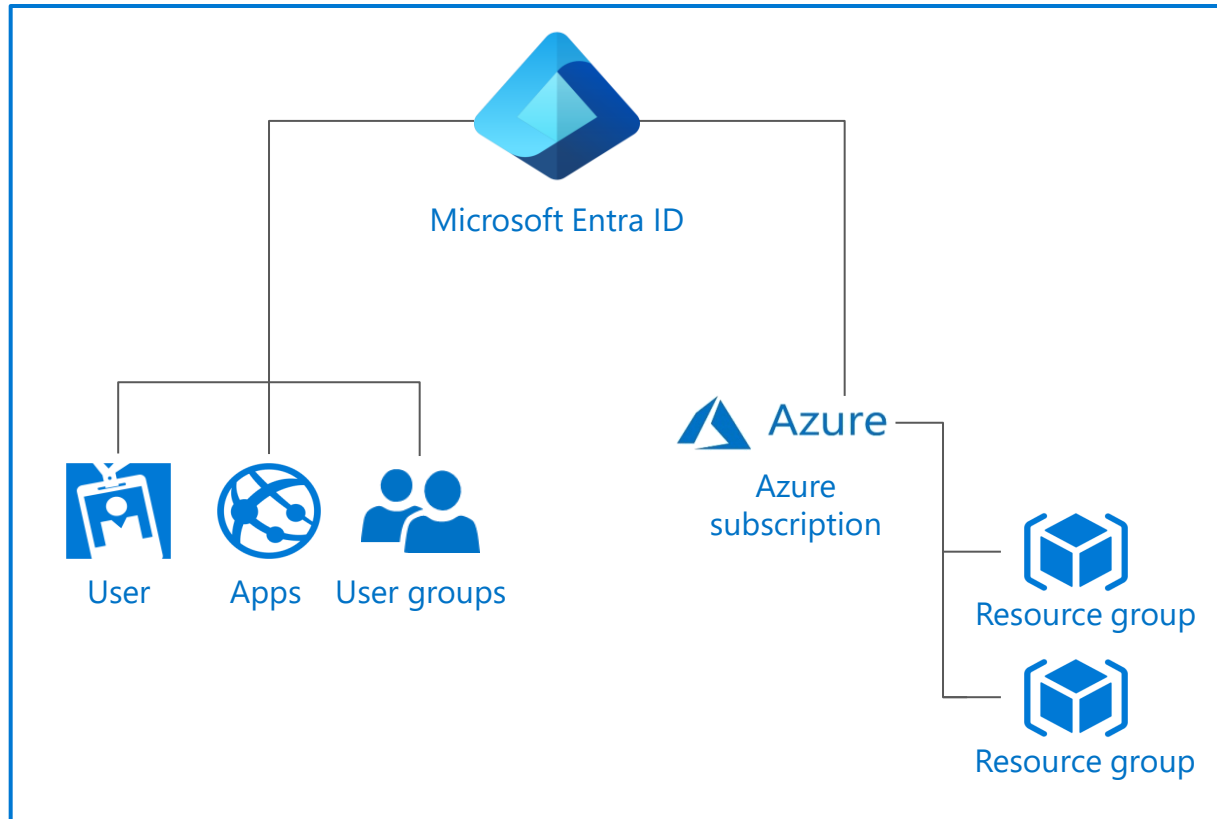 Microsoft Entra ID
User
Apps
User groups
Azure
Azure
subscription
Resource group
Resource group